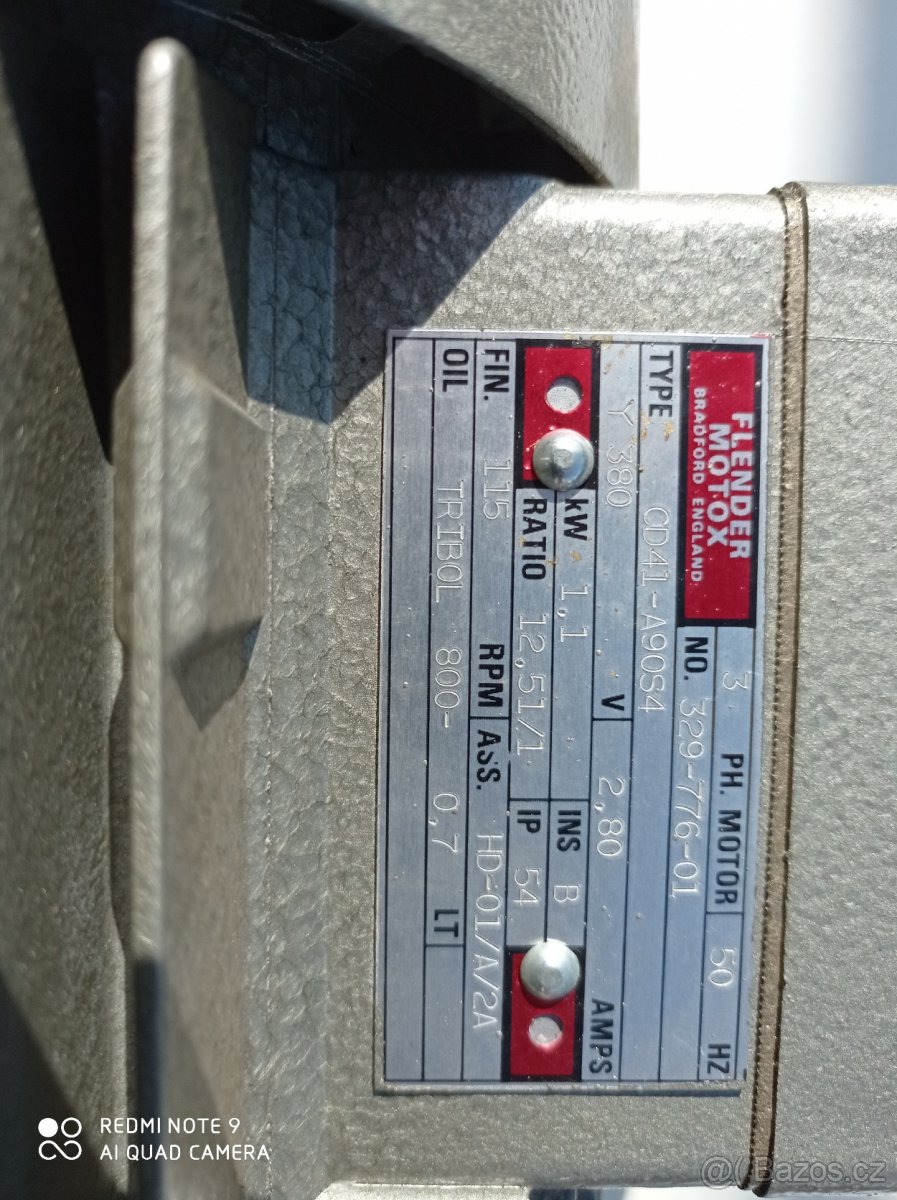 FLENDER
MOTOX
BRADFORD ENGLAND
3 PH. MOTOR 50 HZ
NO. 329-776-01
TYPE CD41-A90S4
Y 380 V 2,80 AMPS
kW 1,1 INS B
RATIO 12,51/1 IP 54
FIN. 115 RPM ASS. HD-01/A/2A
OIL TRIBOL 800- 0,7 LT
REDMI NOTE 9
AI QUAD CAMERA
Bazos.cz